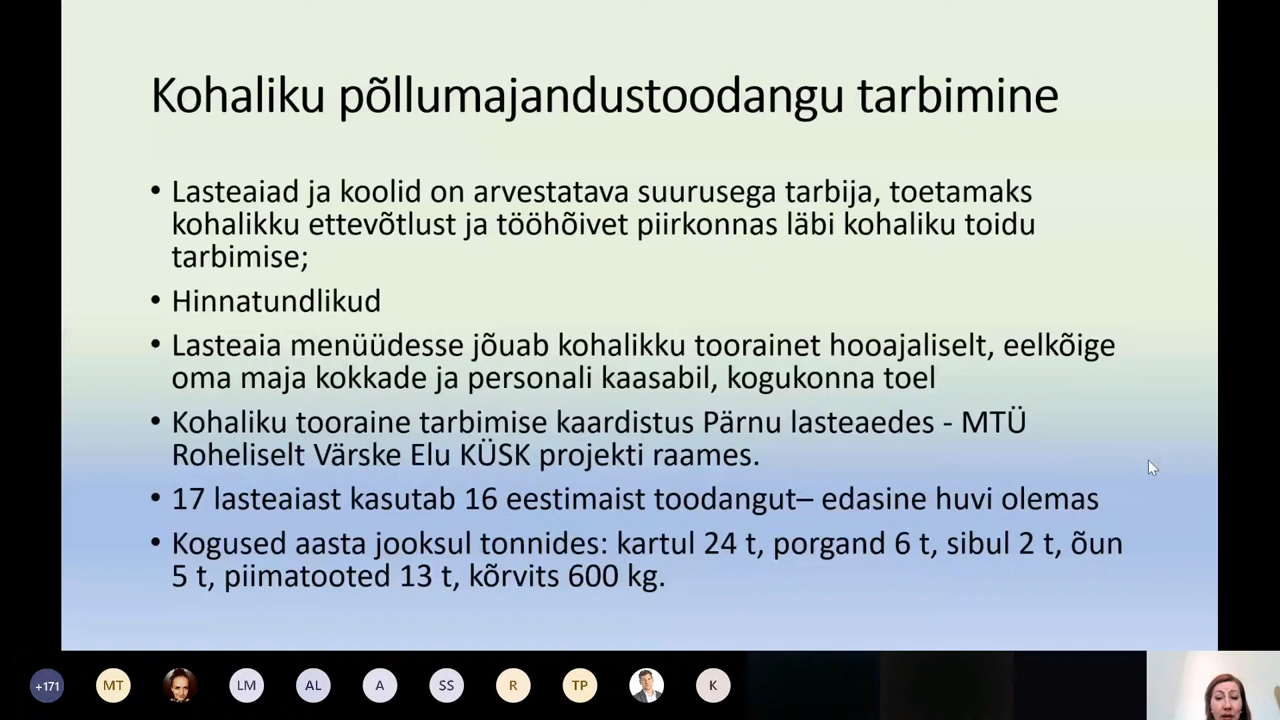 Kohaliku põllumajandustoodangu tarbimine
• Lasteaiad ja koolid on arvestatava suurusega tarbija, toetamaks
kohalikku ettevõtlust ja tööhõivet piirkonnas läbi kohaliku toidu
tarbimise;
• Hinnatundlikud
• Lasteaia menüüdesse jõuab kohalikku toorainet hooajaliselt, eelkõige
oma maja kokkade ja personali kaasabil, kogukonna toel
• Kohaliku tooraine tarbimise kaardistus Pärnu lasteaedes - MTÜ
Roheliselt Värske Elu KÜSK projekti raames.
• 17 lasteaiast kasutab 16 eestimaist toodangut– edasine huvi olemas
• Kogused aasta jooksul tonnides: kartul 24 t, porgand 6 t, sibul 2 t, õun
5 t, piimatooted 13 t, kõrvits 600 kg.
+171 MT LM AL A SS R TP K